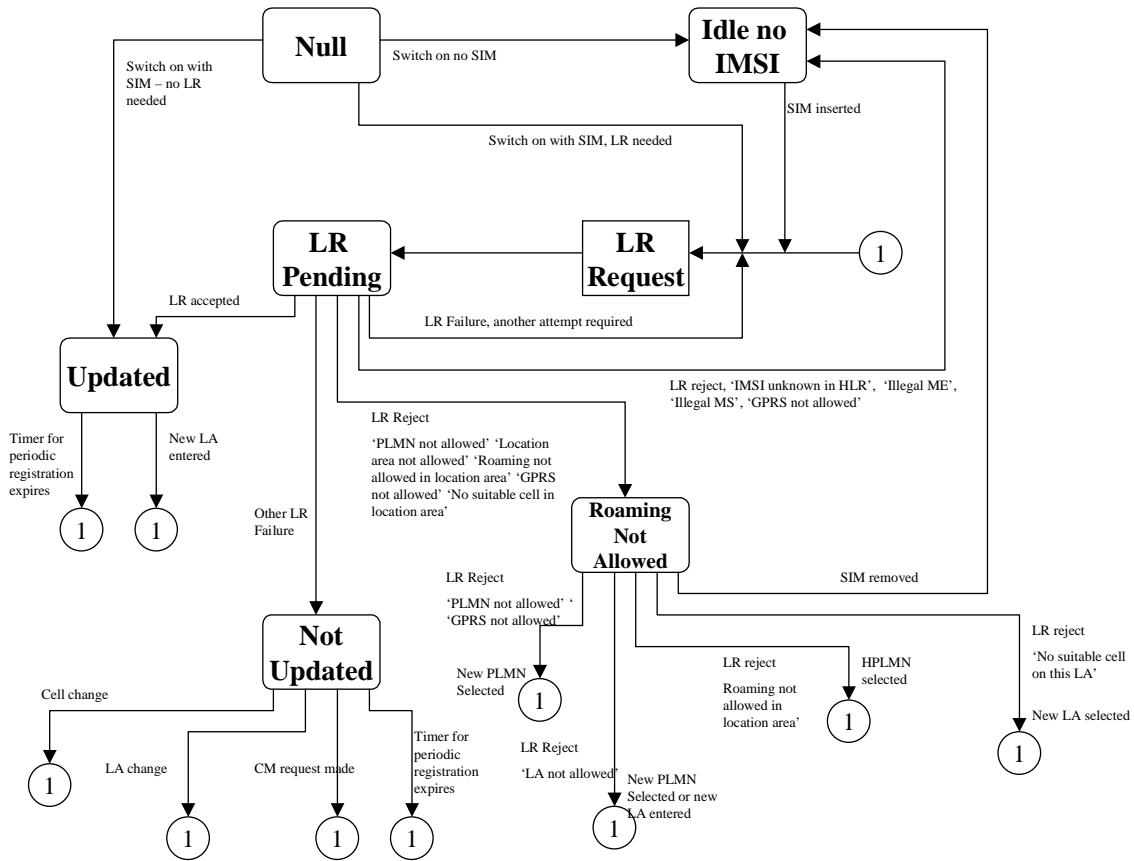 Null
Idle no
IMSI
Switch on no SIM
Switch on with
SIM – no LR
needed
SIM inserted
Switch on with SIM, LR needed
LR
Pending
LR
Request
1
LR accepted
LR Failure, another attempt required
Updated
LR reject, ‘IMSI unknown in HLR’, ‘Illegal ME’,
‘Illegal MS’, ‘GPRS not allowed’
Timer for
periodic
registration
expires
New LA
entered
1
1
LR Reject
‘PLMN not allowed’ ‘Location
area not allowed’ ‘Roaming not
allowed in location area’ ‘GPRS
not allowed’ ‘No suitable cell in
location area’
Other LR
Failure
Roaming
Not
Allowed
SIM removed
LR Reject
‘PLMN not allowed’ ‘
‘GPRS not allowed’
New PLMN
Selected
1
Not
Updated
Cell change
1
LA change
1
CM request made
1
Timer for
periodic
registration
expires
1
LR Reject
‘LA not allowed’
New PLMN
Selected or new
LA entered
1
LR reject
Roaming not
allowed in
location area’
HPLMN
selected
1
LR reject
‘No suitable cell
on this LA’
New LA selected
1